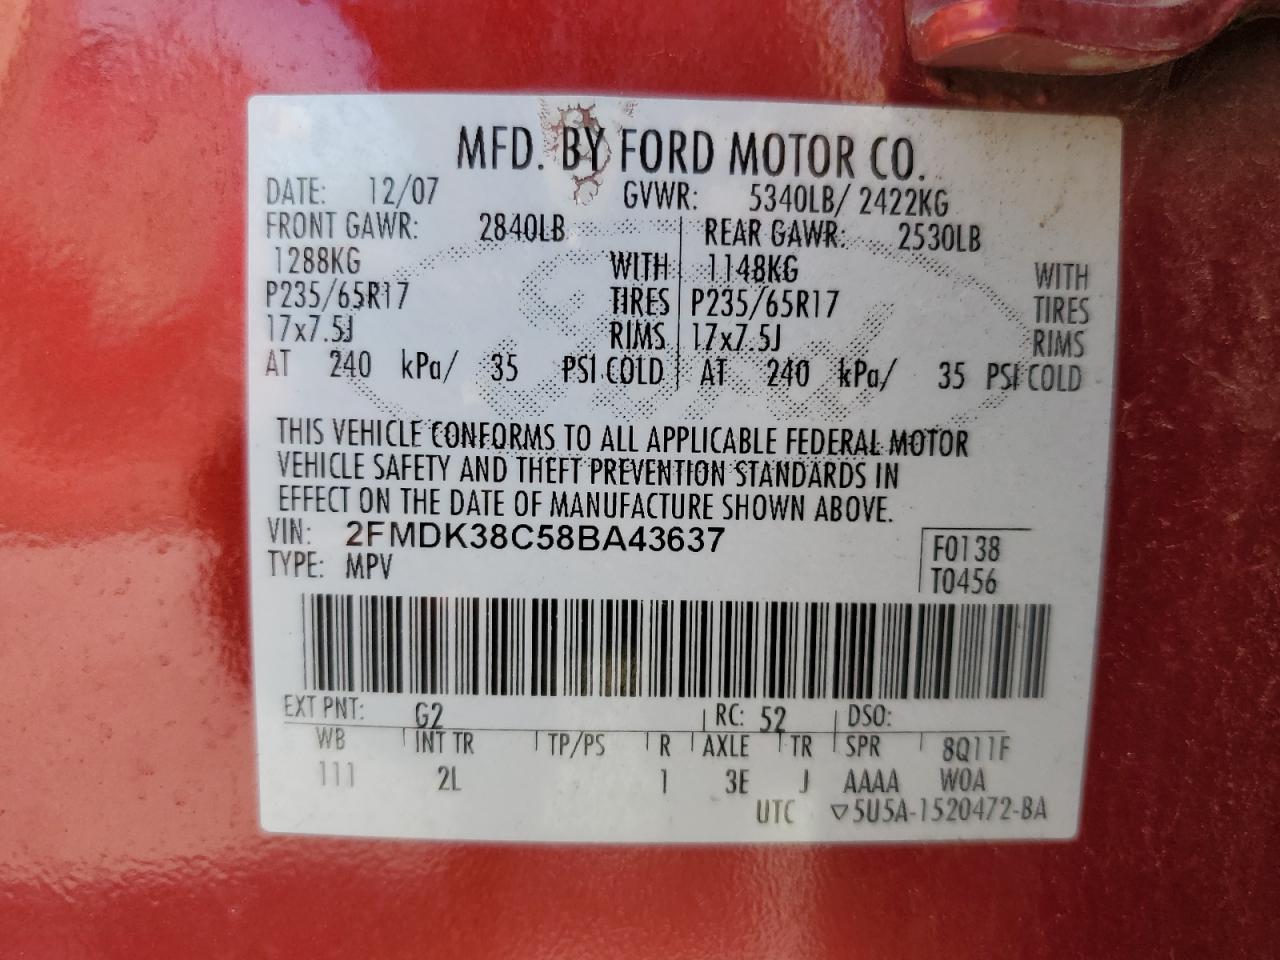 MFD. BY FORD MOTOR CO.
DATE: 12/07 GVWR: 5340LB/ 2422KG
FRONT GAWR: 2840LB REAR GAWR: 2530LB
1288KG WITH 1148KG WITH
P235/65R17 TIRES P235/65R17 TIRES
17x7.5J RIMS 17x7.5J RIMS
AT 240 kPa/ 35 PSI COLD AT 240 kPa/ 35 PSI COLD
THIS VEHICLE CONFORMS TO ALL APPLICABLE FEDERAL MOTOR
VEHICLE SAFETY AND THEFT PREVENTION STANDARDS IN
EFFECT ON THE DATE OF MANUFACTURE SHOWN ABOVE.
VIN: 2FMDK38C58BA43637
TYPE: MPV
F0138
T0456
EXT PNT: G2 RC: 52 DSO:
WB INT TR TP/PS R AXLE TR SPR 8Q11F
111 2L 1 3E J AAAA WOA
UTC ▽5U5A-1520472-BA